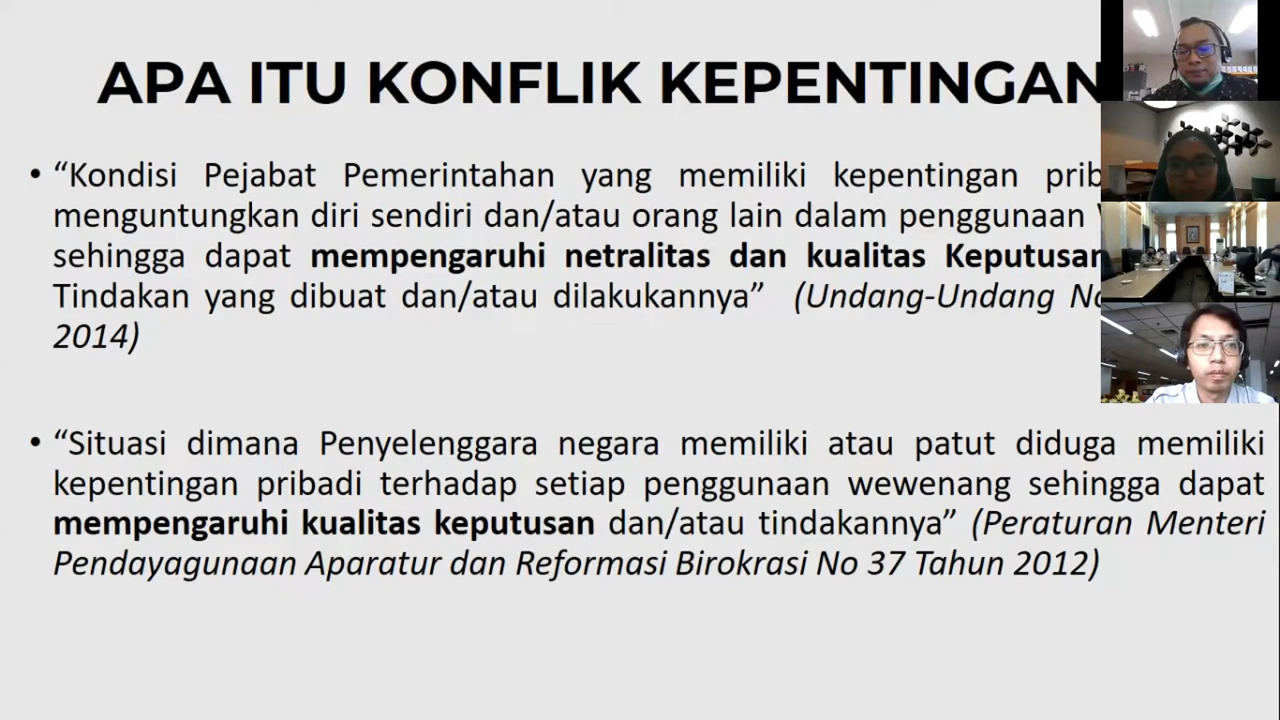 APA ITU KONFLIK KEPENTINGAN
• “Kondisi Pejabat Pemerintahan yang memiliki kepentingan
menguntungkan diri sendiri dan/atau orang lain dalam penggunaan
sehingga dapat mempengaruhi netralitas dan kualitas Keputusan
Tindakan yang dibuat dan/atau dilakukannya” (Undang-Undang
2014)
• “Situasi dimana Penyelenggara negara memiliki atau patut diduga memiliki
kepentingan pribadi terhadap setiap penggunaan wewenang sehingga dapat
mempengaruhi kualitas keputusan dan/atau tindakannya” (Peraturan Menteri
Pendayagunaan Aparatur dan Reformasi Birokrasi No 37 Tahun 2012)